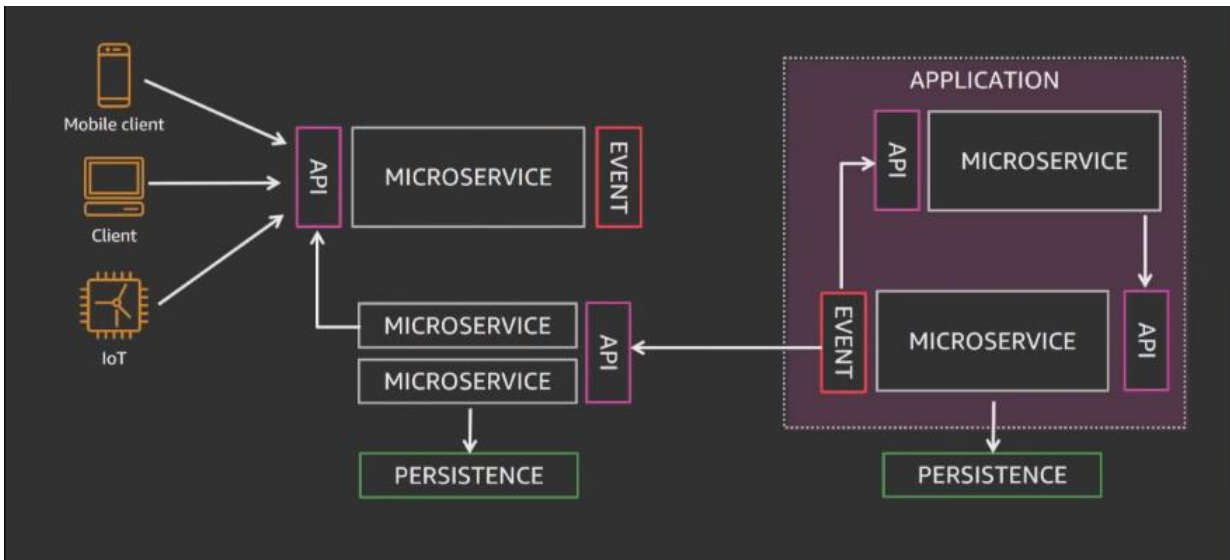 APPLICATION
Mobile client
API
MICROSERVICE
EVENT
API
MICROSERVICE
Client
IoT
MICROSERVICE
MICROSERVICE
API
EVENT
MICROSERVICE
API
PERSISTENCE
PERSISTENCE